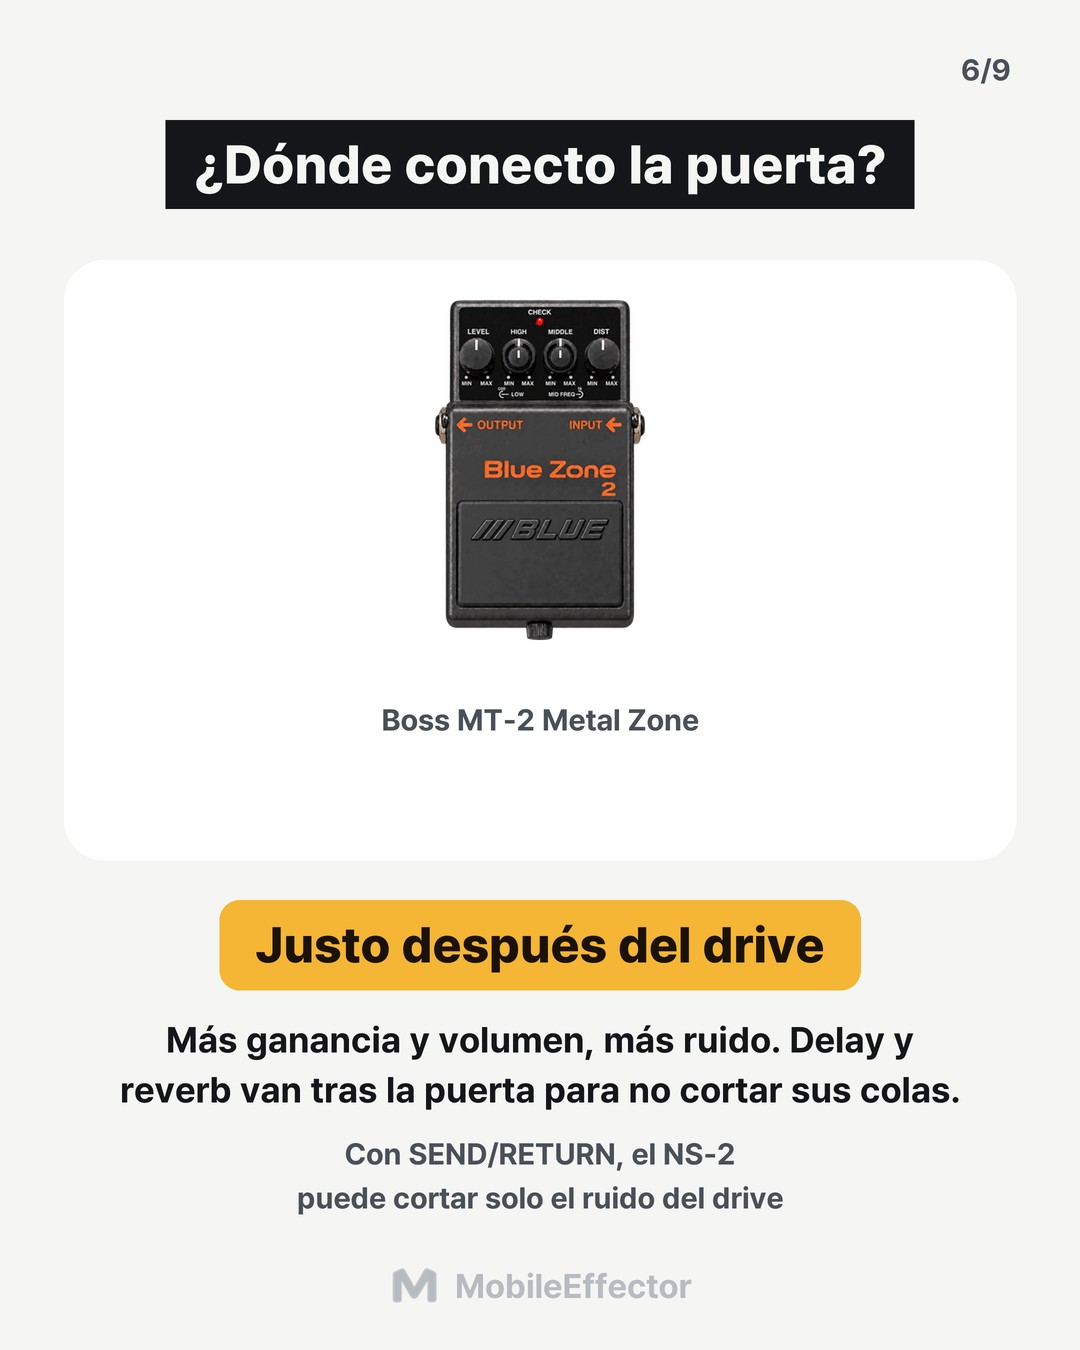 6/9
¿Dónde conecto la puerta?
CHECK
LEVEL HIGH MIDDLE DIST
MIN MAX MIN MAX MIN MAX MIN MAX
LOW MID FREQ
OUTPUT INPUT
Blue Zone
2
BLUE
Boss MT-2 Metal Zone
Justo después del drive
Más ganancia y volumen, más ruido. Delay y
reverb van tras la puerta para no cortar sus colas.
Con SEND/RETURN, el NS-2
puede cortar solo el ruido del drive
MobileEffector